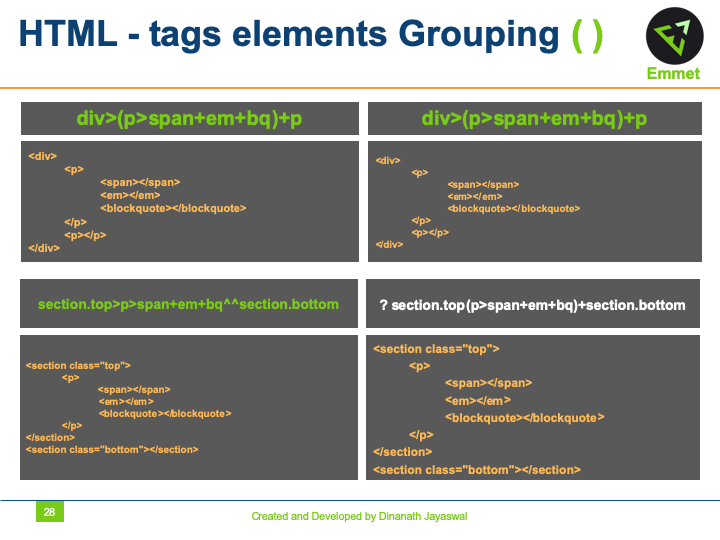 HTML - tags elements Grouping ( )
Emmet
div>(p>span+em+bq)+p
<div>
<p>
<span></span>
<em></em>
<blockquote></blockquote>
</p>
<p></p>
</div>
div>(p>span+em+bq)+p
<div>
<p>
<span></span>
<em></em>
<blockquote></blockquote>
</p>
<p></p>
</div>
section.top>p>span+em+bq^^section.bottom
<section class="top">
<p>
<span></span>
<em></em>
<blockquote></blockquote>
</p>
</section>
<section class="bottom"></section>
? section.top(p>span+em+bq)+section.bottom
<section class="top">
<p>
<span></span>
<em></em>
<blockquote></blockquote>
</p>
</section>
<section class="bottom"></section>
28
Created and Developed by Dinanath Jayaswal